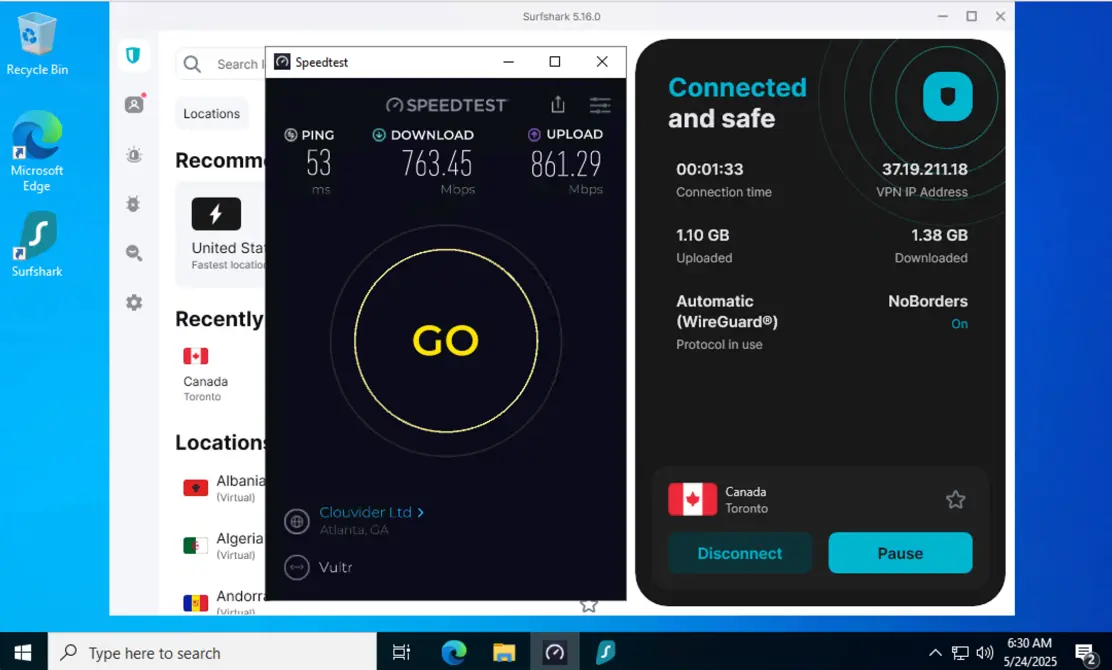 Recycle Bin
Microsoft
Edge
Surfshark
Surfshark 5.16.0
Search l
Locations
Recomme
United Sta
Fastest locatio
Recently
Canada
Toronto
Locations
Albania
(Virtual)
Algeria
(Virtual)
Andorra
(Virtual)
Speedtest
SPEEDTEST
PING
53
ms
DOWNLOAD
763.45
Mbps
UPLOAD
861.29
Mbps
GO
Clouvider Ltd >
Atlanta, GA
Vultr
Connected
and safe
00:01:33
Connection time
37.19.211.18
VPN IP Address
1.10 GB
Uploaded
1.38 GB
Downloaded
Automatic
(WireGuard®)
Protocol in use
NoBorders
On
Canada
Toronto
Disconnect
Pause
Type here to search
6:30 AM
5/24/2025
2